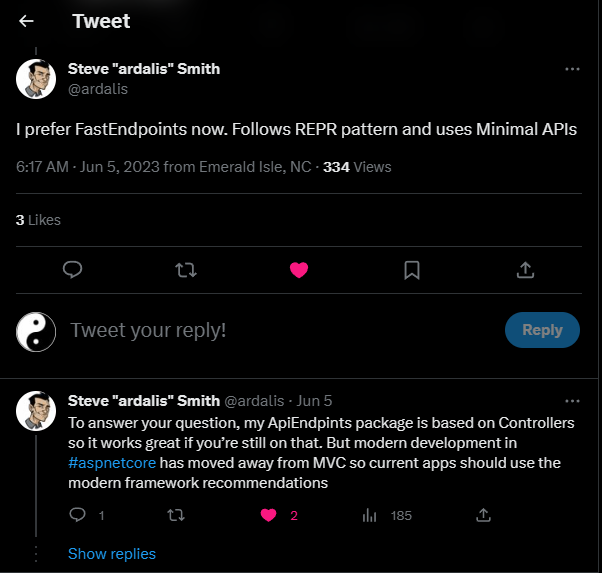 Tweet
Steve "ardalis" Smith
@ardalis
I prefer FastEndpoints now. Follows REPR pattern and uses Minimal APIs
6:17 AM · Jun 5, 2023 from Emerald Isle, NC · 334 Views
3 Likes
Tweet your reply!
Reply
Steve "ardalis" Smith @ardalis · Jun 5
To answer your question, my ApiEndpints package is based on Controllers
so it works great if you’re still on that. But modern development in
#aspnetcore has moved away from MVC so current apps should use the
modern framework recommendations
1 2 185
Show replies